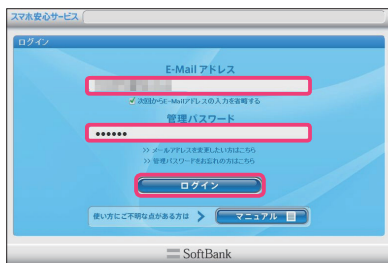 スマホ安心サービス
ログイン
E-Mail アドレス
次回からE-Mailアドレスの入力を省略する
管理パスワード
••••••
>> メールアドレスを変更したい方はこちら
>> 管理パスワードをお忘れの方はこちら
ログイン
使い方にご不明な点がある方は > マニュアル
SoftBank